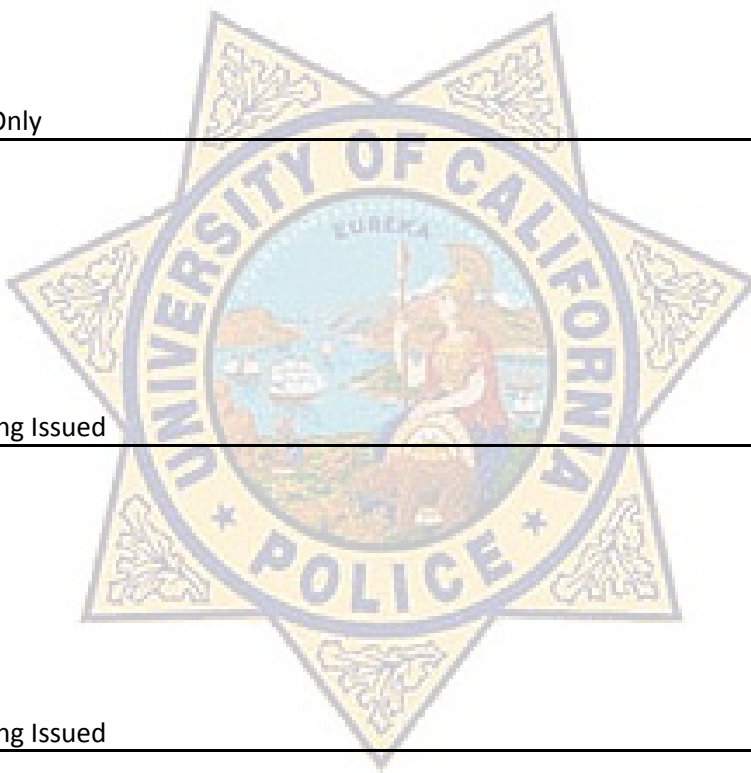 Only
UNIVERSITY OF CALIFORNIA
EUREKA
ng Issued
POLICE
ng Issued